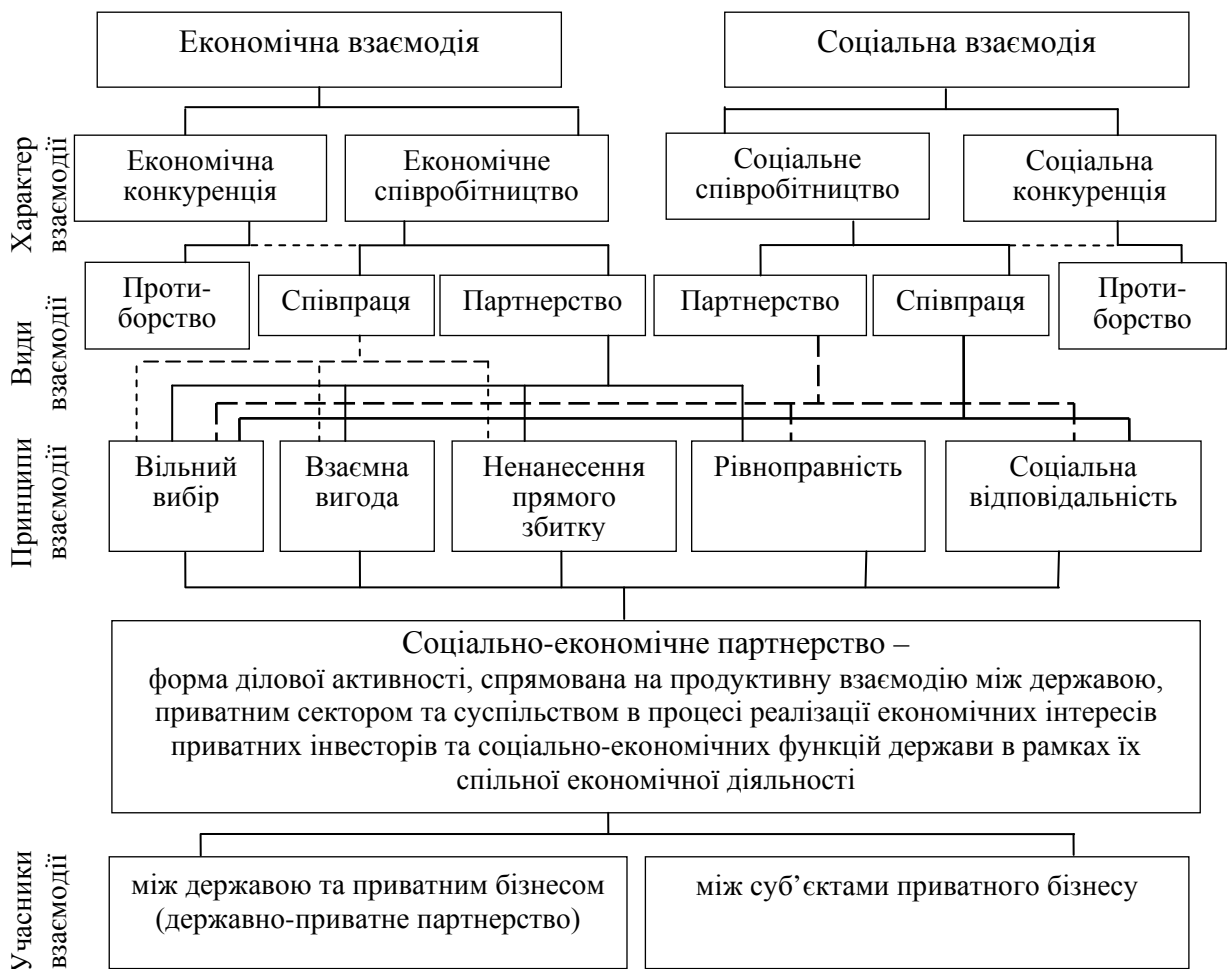 Економічна взаємодія
Соціальна взаємодія
Характер
взаємодії
Економічна
конкуренція
Економічне
співробітництво
Соціальне
співробітництво
Соціальна
конкуренція
Види
взаємодії
Проти-
борство
Співпраця
Партнерство
Партнерство
Співпраця
Проти-
борство
Принципи
взаємодії
Вільний
вибір
Взаємна
вигода
Ненанесення
прямого
збитку
Рівноправність
Соціальна
відповідальність
Соціально-економічне партнерство –
форма ділової активності, спрямована на продуктивну взаємодію між державою,
приватним сектором та суспільством в процесі реалізації економічних інтересів
приватних інвесторів та соціально-економічних функцій держави в рамках їх
спільної економічної діяльності
Учасники
взаємодії
між державою та приватним бізнесом
(державно-приватне партнерство)
між суб’єктами приватного бізнесу